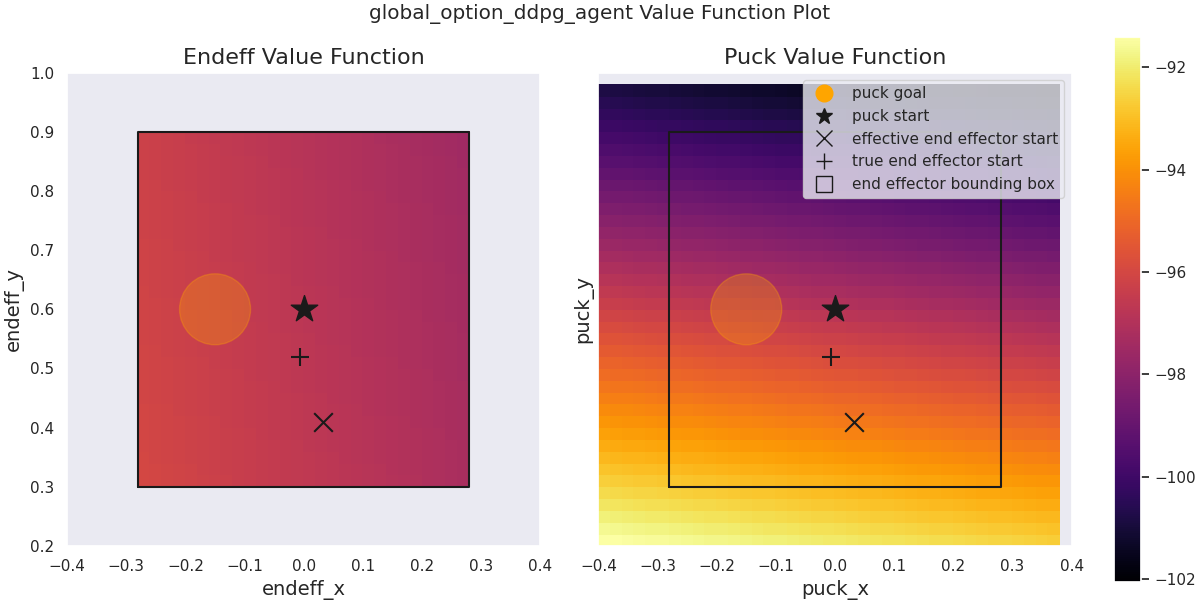 global_option_ddpg_agent Value Function Plot
Endeff Value Function
Puck Value Function
1.0
0.9
0.8
0.7
0.6
0.5
0.4
0.3
0.2
endeff_y
−0.4 −0.3 −0.2 −0.1 0.0 0.1 0.2 0.3 0.4
endeff_x
puck goal
puck start
effective end effector start
true end effector start
end effector bounding box
puck_y
−0.4 −0.3 −0.2 −0.1 0.0 0.1 0.2 0.3 0.4
puck_x
−92
−94
−96
−98
−100
−102